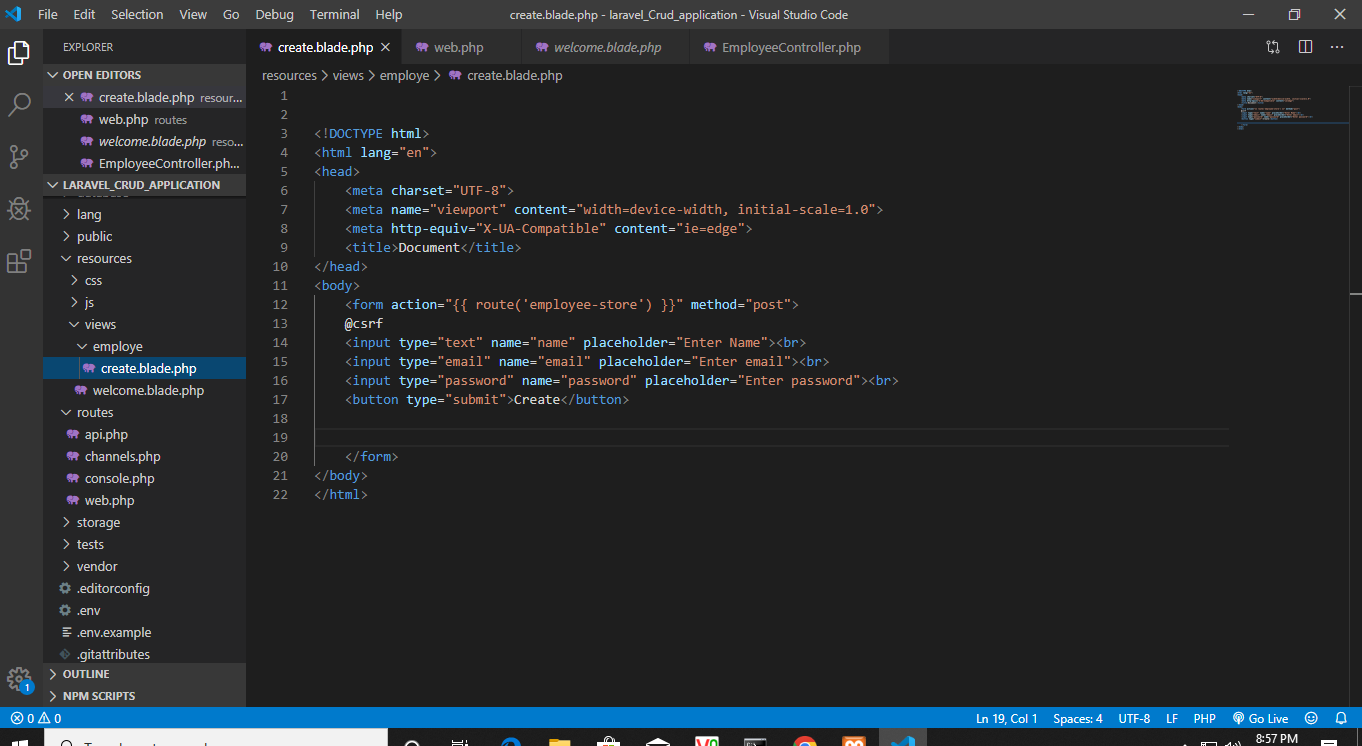 File Edit Selection View Go Debug Terminal Help
create.blade.php - laravel_Crud_application - Visual Studio Code
EXPLORER
OPEN EDITORS
create.blade.php resour...
web.php routes
welcome.blade.php reso...
EmployeeController.ph...
LARAVEL_CRUD_APPLICATION
lang
public
resources
css
js
views
employe
create.blade.php
welcome.blade.php
routes
api.php
channels.php
console.php
web.php
storage
tests
vendor
.editorconfig
.env
.env.example
.gitattributes
OUTLINE
NPM SCRIPTS
create.blade.php web.php welcome.blade.php EmployeeController.php
resources > views > employe > create.blade.php
1
2
3 <!DOCTYPE html>
4 <html lang="en">
5 <head>
6 <meta charset="UTF-8">
7 <meta name="viewport" content="width=device-width, initial-scale=1.0">
8 <meta http-equiv="X-UA-Compatible" content="ie=edge">
9 <title>Document</title>
10 </head>
11 <body>
12 <form action="{{ route('employee-store') }}" method="post">
13 @csrf
14 <input type="text" name="name" placeholder="Enter Name"><br>
15 <input type="email" name="email" placeholder="Enter email"><br>
16 <input type="password" name="password" placeholder="Enter password"><br>
17 <button type="submit">Create</button>
18
19
20 </form>
21 </body>
22 </html>
1
0 0
Ln 19, Col 1 Spaces: 4 UTF-8 LF PHP Go Live
8:57 PM